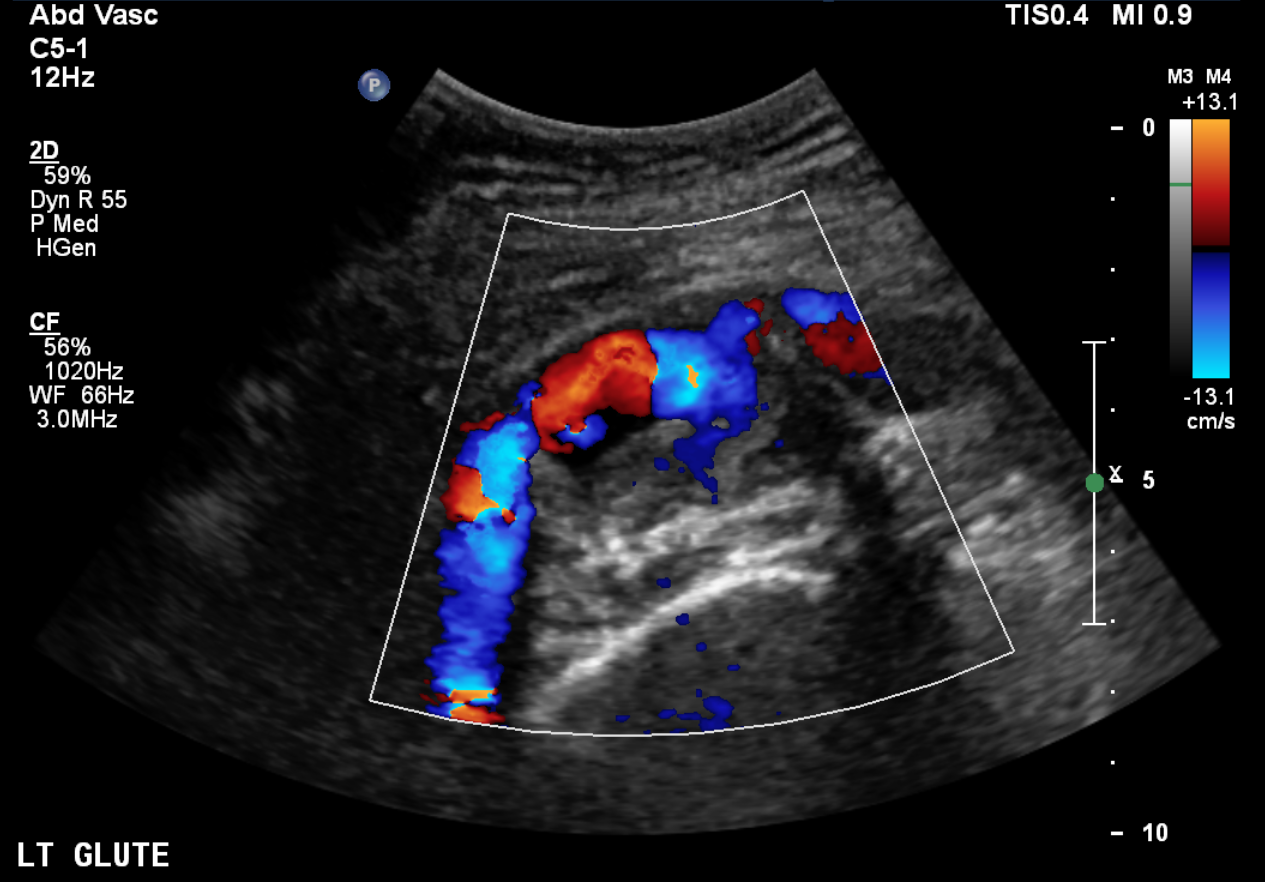 Abd Vasc
C5-1
12Hz
P
2D
59%
Dyn R 55
P Med
HGen
CF
56%
1020Hz
WF 66Hz
3.0MHz
TIS0.4 MI 0.9
M3 M4
+13.1
-13.1
cm/s
0
X
5
10
LT GLUTE